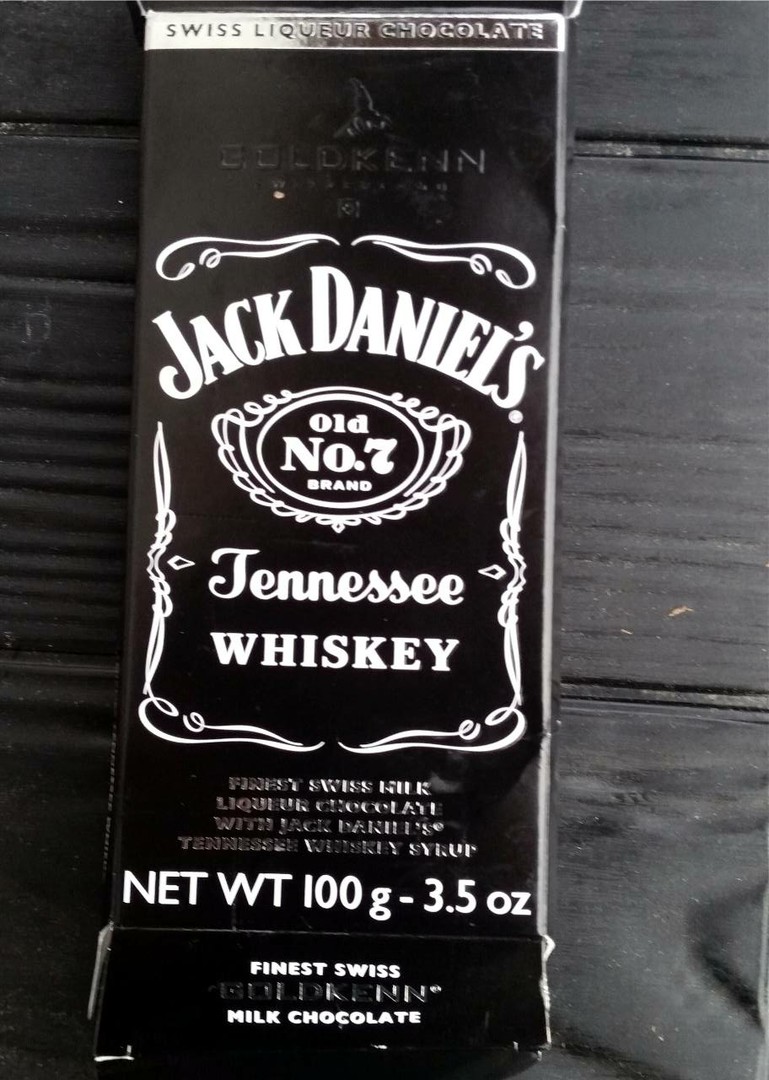 SWISS LIQUEUR CHOCOLATE
GOLDKENN
JACK DANIEL'S®
Old
No.7
BRAND
Tennessee
WHISKEY
FINEST SWISS MILK
LIQUEUR CHOCOLATE
WITH JACK DANIEL'S®
TENNESSEE WHISKEY SYRUP
NET WT 100 g - 3.5 oz
FINEST SWISS
GOLDKENN®
MILK CHOCOLATE